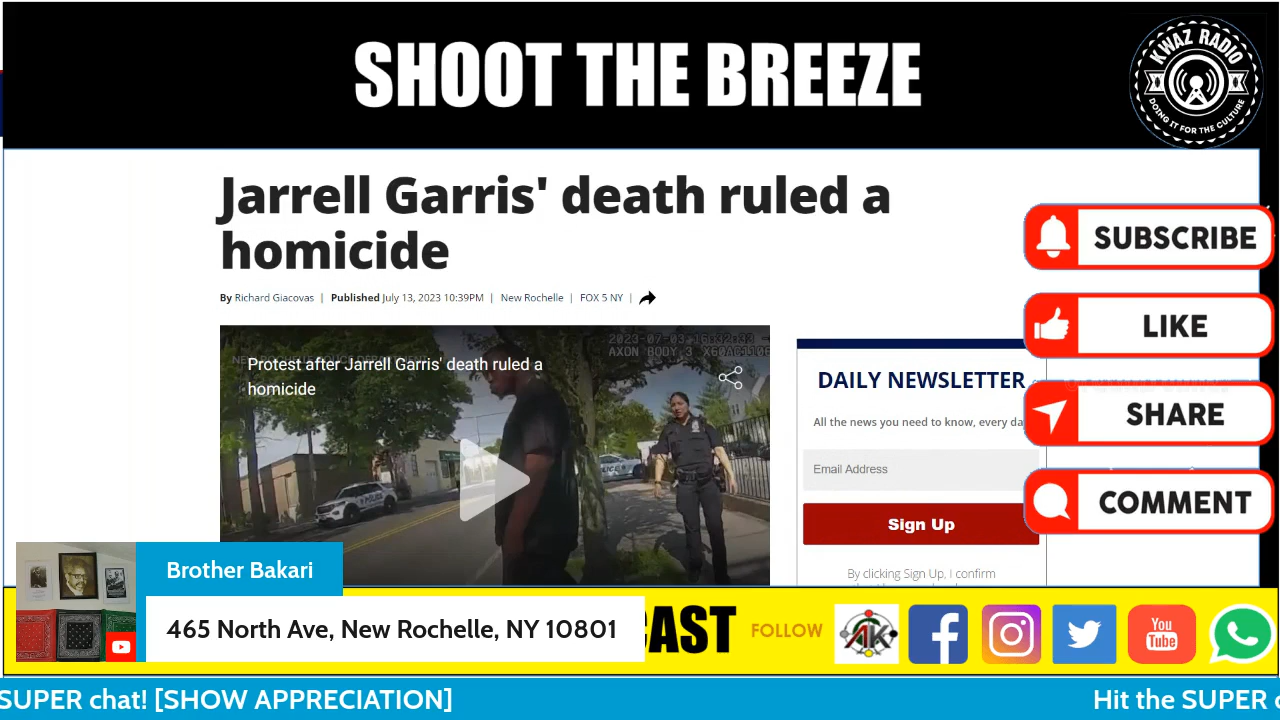 SHOOT THE BREEZE
KWAZ RADIO
DOING IT FOR THE CULTURE
Jarrell Garris' death ruled a
homicide
By Richard Giacovas | Published July 13, 2023 10:39PM | New Rochelle | FOX 5 NY |
2023-07-03
AXON BODY 3
Protest after Jarrell Garris' death ruled a
homicide
DAILY NEWSLETTER
All the news you need to know, every da
Email Address
Sign Up
By clicking Sign Up, I confirm
SUBSCRIBE
LIKE
SHARE
COMMENT
Brother Bakari
465 North Ave, New Rochelle, NY 10801
CAST
FOLLOW
You
Tube
SUPER chat! [SHOW APPRECIATION]
Hit the SUPER c